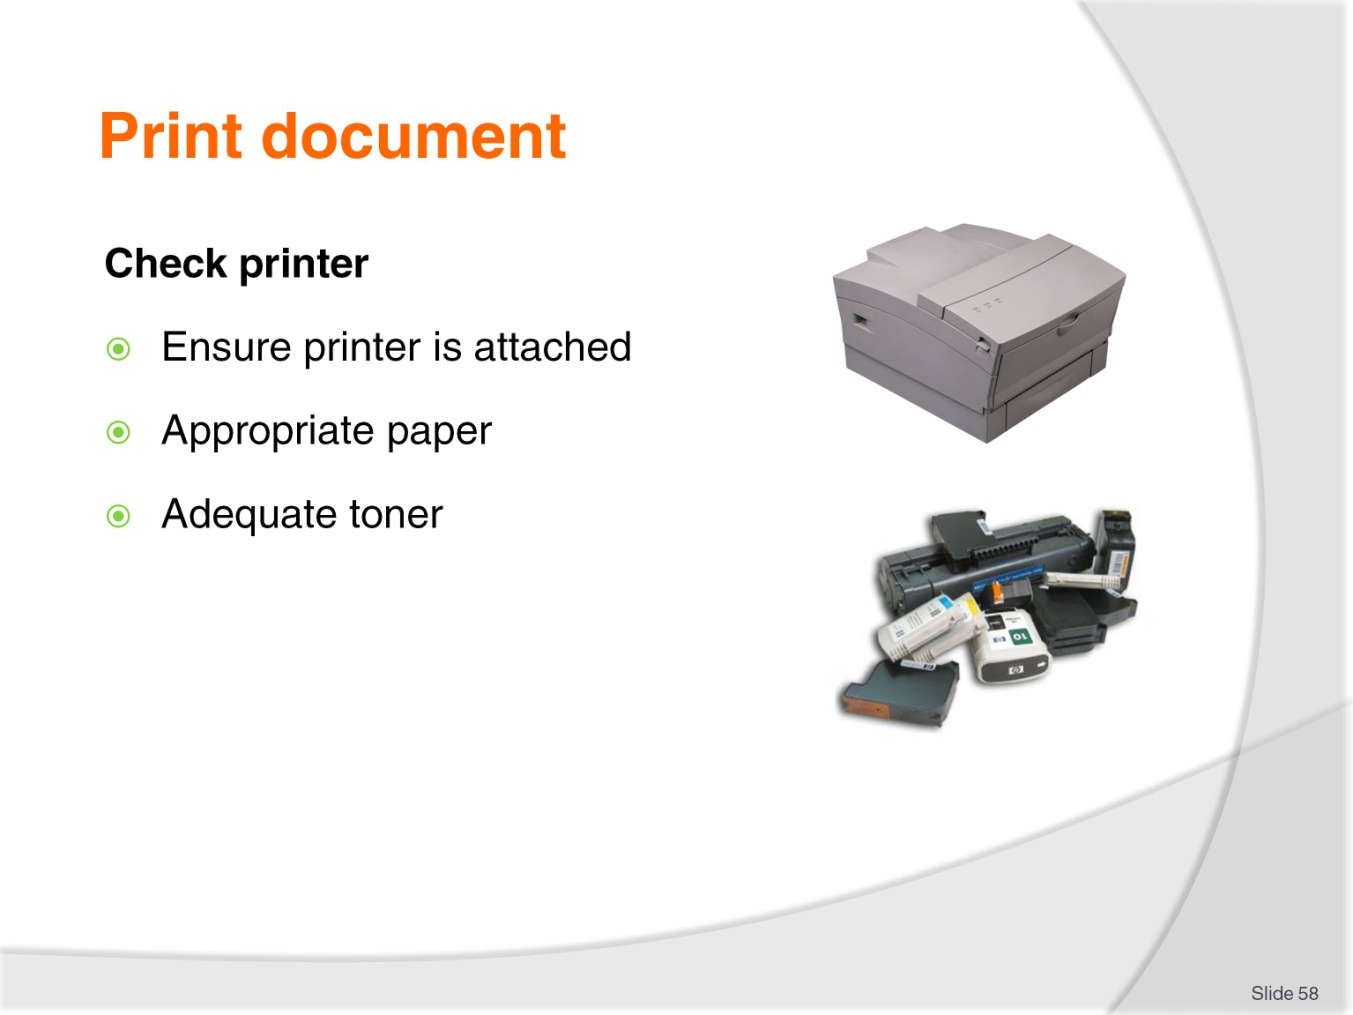 Print document
Check printer
Ensure printer is attached
Appropriate paper
Adequate toner
Slide 58